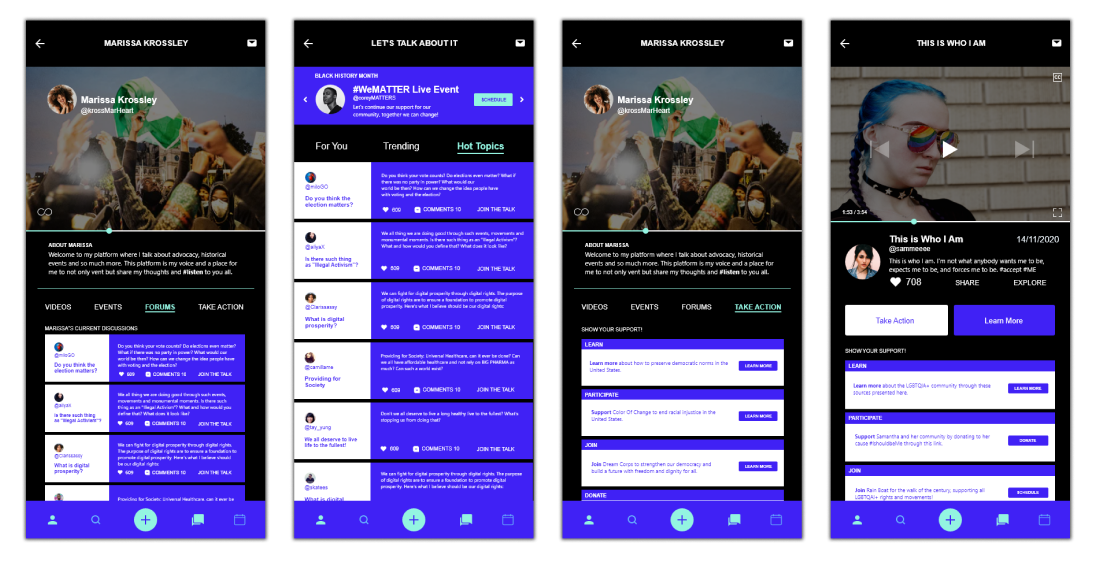 MARISSA KROSSLEY
Marissa Krossley
@krossMarHeart
ABOUT MARISSA
Welcome to my platform where I talk about advocacy, historical
events and so much more. This platform is my voice and a place for
me to not only vent but share my thoughts and #listen to you all.
VIDEOS EVENTS FORUMS TAKE ACTION
MARISSA'S CURRENT DISCUSSIONS
@miloGO
Do you think the
election matters?
Do you think your vote counts? Do elections even matter?
What if there was no party in power? What would our
world be then? How can we change the idea people have
with voting and the election?
609 COMMENTS 10 JOIN THE TALK
@aliyaX
Is there such thing
as "Illegal Activism"?
We all thing we are doing good through such events,
movements and monumental moments. Is there such
thing as "illegal activism"? What and how would you
define that? What does it look like?
609 COMMENTS 10 JOIN THE TALK
@Clarissassy
What is digital
prosperity?
We can fight for digital prosperity through digital rights.
The purpose of digital rights are to ensure a foundation to
promote digital prosperty. Here's what I believe should
be our digital rights:
609 COMMENTS 10 JOIN THE TALK
Providing for Society: Universal Healthcare, can it ever be
LET'S TALK ABOUT IT
BLACK HISTORY MONTH
#WeMATTER Live Event
@coreyMATTERS
Let's continue our support for our
community, together we can change!
SCHEDULE
For You Trending Hot Topics
@miloGO
Do you think the
election matters?
Do you think your vote counts? Do elections even matter? What if
there was no party in power? What would our
world be then? How can we change the idea people have
with voting and the election?
609 COMMENTS 10 JOIN THE TALK
@aliyaX
Is there such thing
as "Illegal Activism"?
We all thing we are doing good through such events, movements and
monumental moments. Is there such thing as "illegal activism"?
What and how would you define that? What does it look like?
609 COMMENTS 10 JOIN THE TALK
@Clarissassy
What is digital
prosperity?
We can fight for digital prosperity through digital rights. The purpose
of digital rights are to ensure a foundation to promote digital
prosperty. Here's what I believe should be our digital rights:
609 COMMENTS 10 JOIN THE TALK
@camillame
Providing for
Society
Providing for Society: Universal Healthcare, can it ever be done? Can
we all have affordable healthcare and not rely on BIG PHARMA as
much? Can such a world exist?
609 COMMENTS 10 JOIN THE TALK
@tay_yung
We all deserve to live
life to the fullest!
Don't we all deserve to live a long healthy live to the fullest? What's
stopping us from doing that?
609 COMMENTS 10 JOIN THE TALK
@skatees
What is digital
We can fight for digital prosperity through digital rights. The purpose
of digital rights are to ensure a foundation to promote digital
prosperty. Here's what I believe should be our digital rights:
MARISSA KROSSLEY
Marissa Krossley
@krossMarHeart
ABOUT MARISSA
Welcome to my platform where I talk about advocacy, historical
events and so much more. This platform is my voice and a place for
me to not only vent but share my thoughts and #listen to you all.
VIDEOS EVENTS FORUMS TAKE ACTION
SHOW YOUR SUPPORT!
LEARN
Learn more about how to preserve democratic norms in the
United States.
LEARN MORE
PARTICIPATE
Support Color Of Change to end racial injustice in the
United States.
LEARN MORE
JOIN
Join Dream Corps to strengthen our democracy and
build a future with freedom and dignity for all.
LEARN MORE
DONATE
THIS IS WHO I AM
CC
1:53 / 3:54
This is Who I Am 14/11/2020
@sammeeee
This is who i am. I'm not what anybody wants me to be,
expects me to be, and forces me to be. #accept #ME
708 SHARE EXPLORE
Take Action Learn More
SHOW YOUR SUPPORT!
LEARN
Learn more about the LGBTQIA+ community through these
sources presented here.
LEARN MORE
PARTICIPATE
Support Samantha and her community by donating to her
cause #IshouldbeMe through this link.
DONATE
JOIN
Join Rain Boat for the walk of the century, supporting all
LGBTQAI+ rights and movements!
SCHEDULE